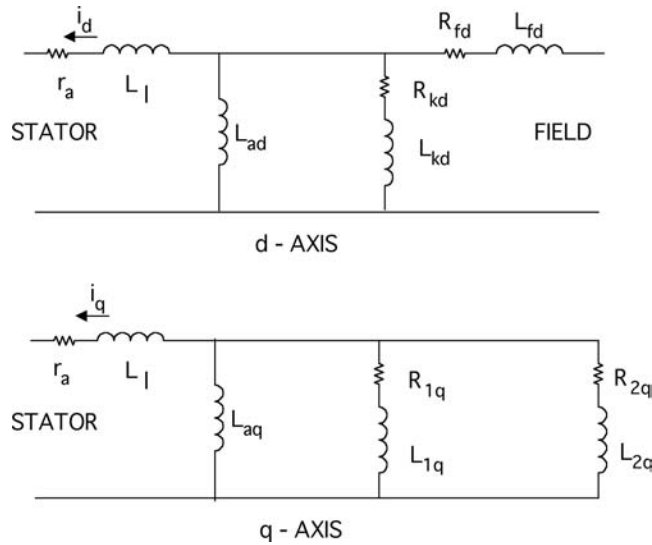 i_d
R_fd
L_fd
r_a
L_l
R_kd
STATOR
L_ad
L_kd
FIELD
d - AXIS
i_q
r_a
L_l
R_1q
R_2q
STATOR
L_aq
L_1q
L_2q
q - AXIS